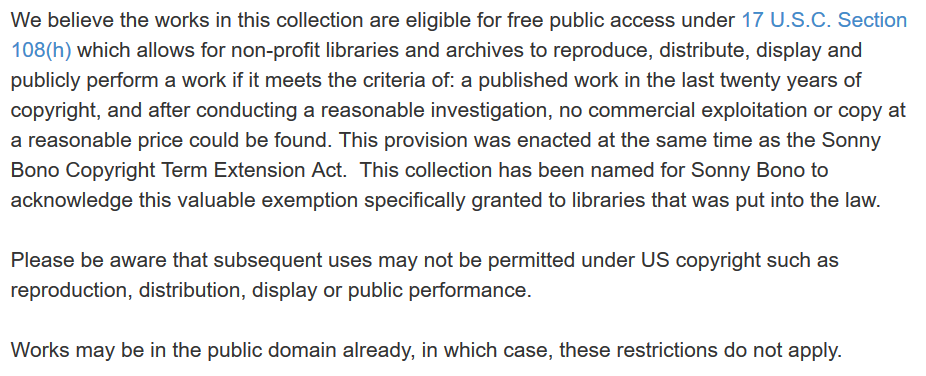 We believe the works in this collection are eligible for free public access under 17 U.S.C. Section
108(h) which allows for non-profit libraries and archives to reproduce, distribute, display and
publicly perform a work if it meets the criteria of: a published work in the last twenty years of
copyright, and after conducting a reasonable investigation, no commercial exploitation or copy at
a reasonable price could be found. This provision was enacted at the same time as the Sonny
Bono Copyright Term Extension Act.  This collection has been named for Sonny Bono to
acknowledge this valuable exemption specifically granted to libraries that was put into the law.

Please be aware that subsequent uses may not be permitted under US copyright such as
reproduction, distribution, display or public performance.

Works may be in the public domain already, in which case, these restrictions do not apply.